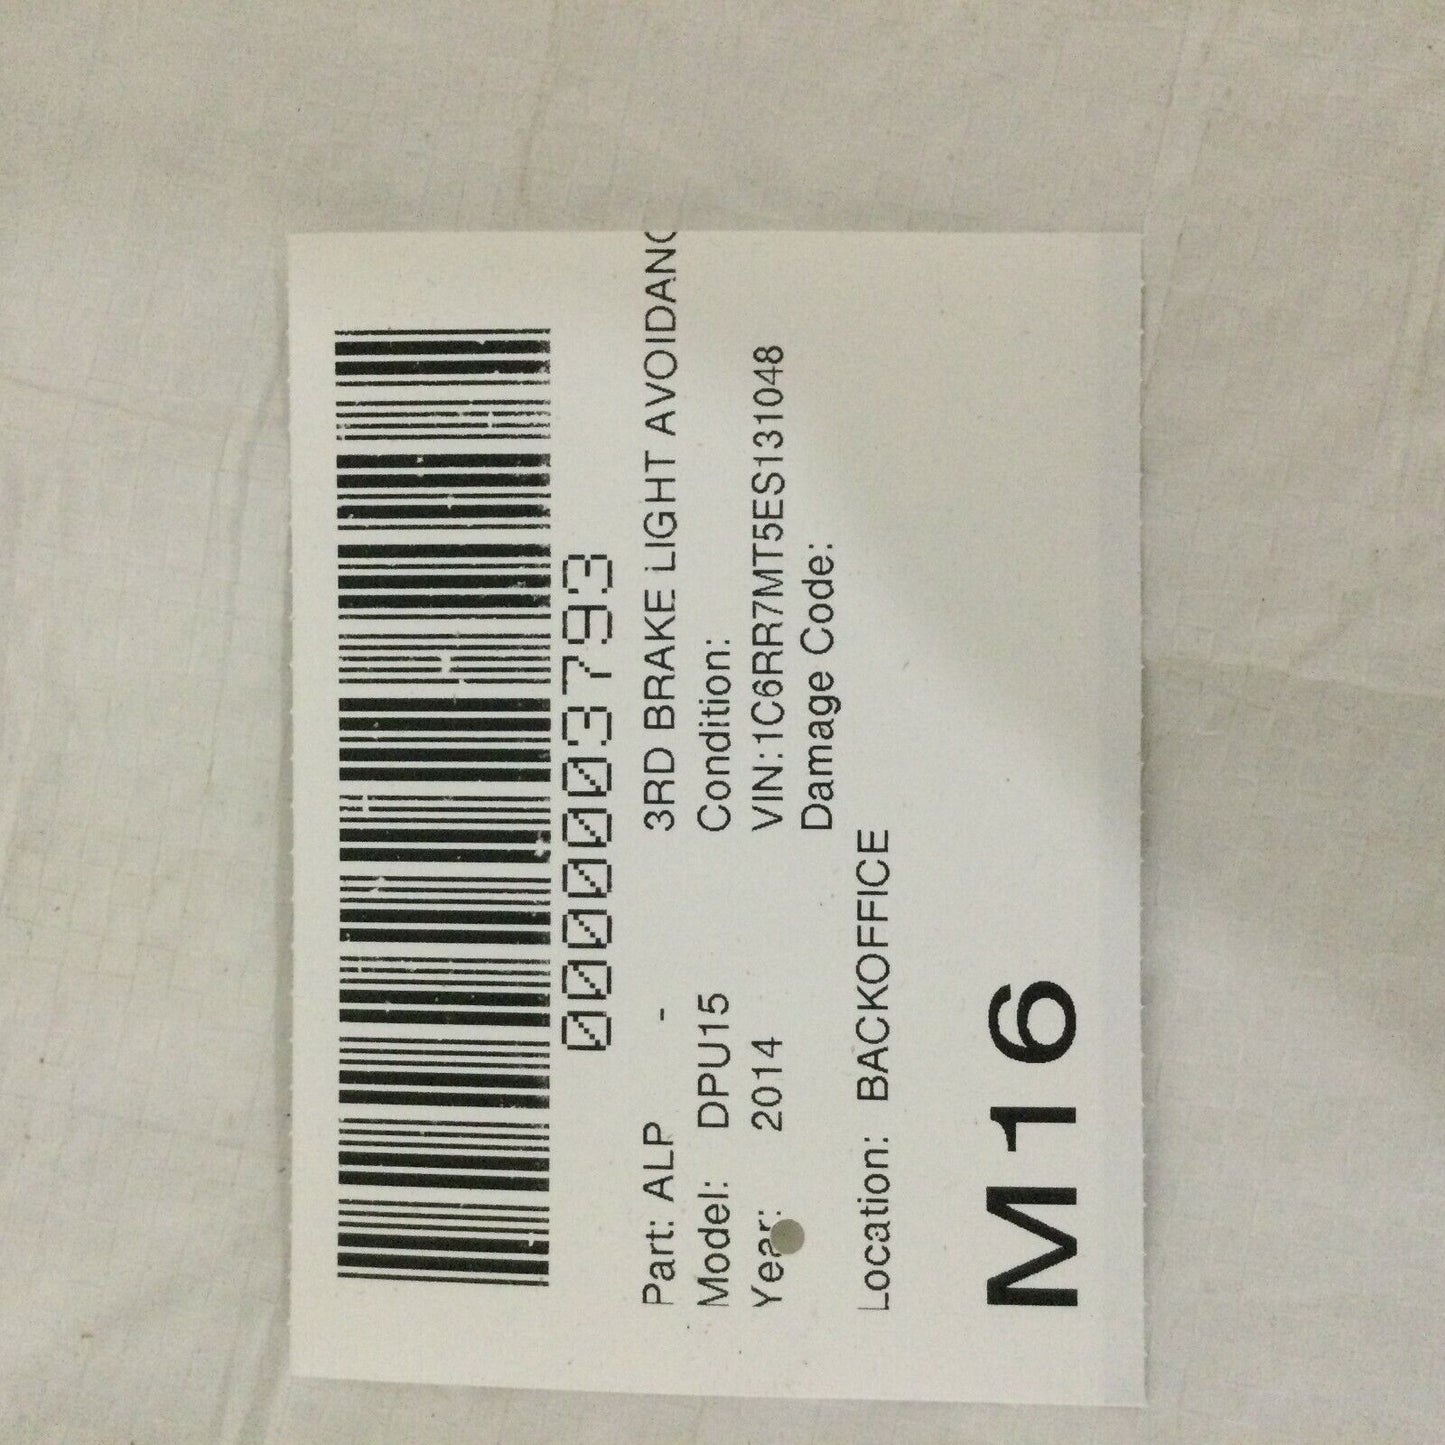 0000003793
Part: ALP - 3RD BRAKE LIGHT AVOIDANC
Model: DPU15 Condition:
Year: 2014 VIN:1C6RR7MT5ES131048
Damage Code:
Location: BACKOFFICE
M16